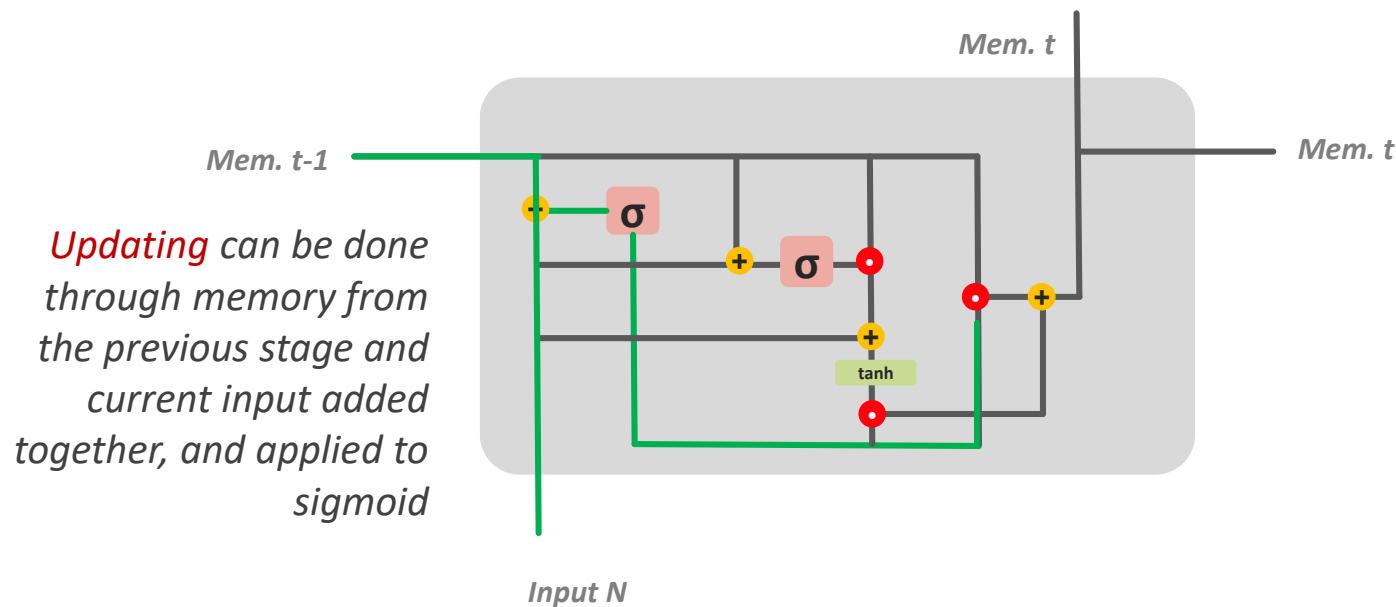 Mem. t
Mem. t-1
Mem. t
+
σ
Updating can be done
through memory from
the previous stage and
current input added
together, and applied to
sigmoid
+
σ
+
+
tanh
Input N